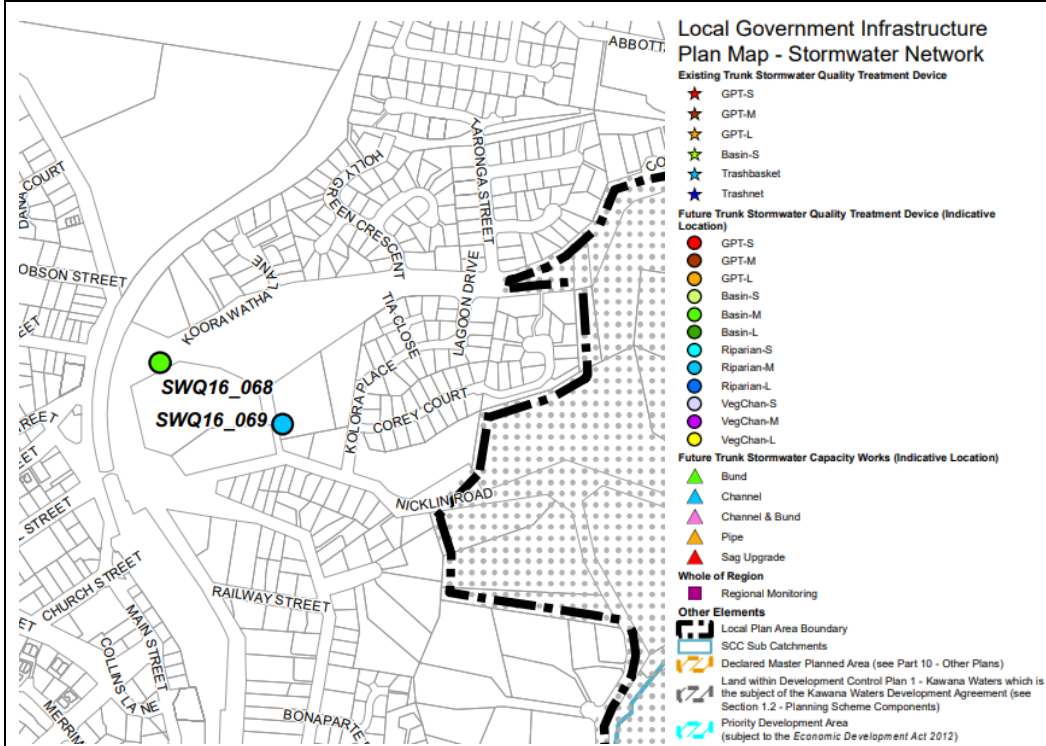 ABBOTT
TARONGA STREET
HOLLY GREEN CRESCENT
CO
DANA COURT
OBSON STREET
KOORAWATHA LANE
TIA CLOSE
LAGOON DRIVE
SWQ16_068
SWQ16_069
KOLORA PLACE
COREY COURT
REET
NICKLIN ROAD
L STREET
CHURCH STREET
RAILWAY STREET
MAIN STREET
COLLINS LANE
MERRIM
BONAPARTE
Local Government Infrastructure
Plan Map - Stormwater Network
Existing Trunk Stormwater Quality Treatment Device
GPT-S
GPT-M
GPT-L
Basin-S
Trashbasket
Trashnet
Future Trunk Stormwater Quality Treatment Device (Indicative
Location)
GPT-S
GPT-M
GPT-L
Basin-S
Basin-M
Basin-L
Riparian-S
Riparian-M
Riparian-L
VegChan-S
VegChan-M
VegChan-L
Future Trunk Stormwater Capacity Works (Indicative Location)
Bund
Channel
Channel & Bund
Pipe
Sag Upgrade
Whole of Region
Regional Monitoring
Other Elements
Local Plan Area Boundary
SCC Sub Catchments
Declared Master Planned Area (see Part 10 - Other Plans)
Land within Development Control Plan 1 - Kawana Waters which is
the subject of the Kawana Waters Development Agreement (see
Section 1.2 - Planning Scheme Components)
Priority Development Area
(subject to the Economic Development Act 2012)